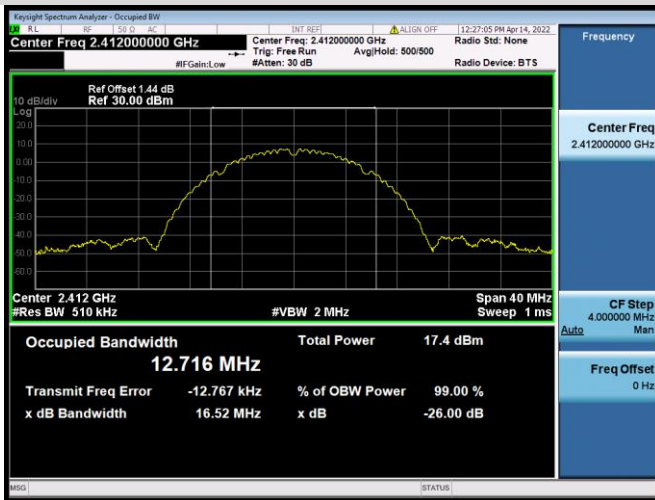 Keysight Spectrum Analyzer - Occupied BW
RL RF 50 Ω AC INT REF ALIGN OFF 12:27:05 PM Apr 14, 2022
Center Freq 2.412000000 GHz
Center Freq: 2.412000000 GHz Radio Std: None
Trig: Free Run Avg|Hold: 500/500
#IFGain:Low #Atten: 30 dB Radio Device: BTS
Ref Offset 1.44 dB
10 dB/div Ref 30.00 dBm
Log
20.0
10.0
0.00
-10.0
-20.0
-30.0
-40.0
-50.0
-60.0
Center 2.412 GHz Span 40 MHz
#Res BW 510 kHz #VBW 2 MHz Sweep 1 ms
Occupied Bandwidth Total Power 17.4 dBm
12.716 MHz
Transmit Freq Error -12.767 kHz % of OBW Power 99.00 %
x dB Bandwidth 16.52 MHz x dB -26.00 dB
MSG STATUS
Frequency
Center Freq
2.412000000 GHz
CF Step
4.000000 MHz
Auto Man
Freq Offset
0 Hz